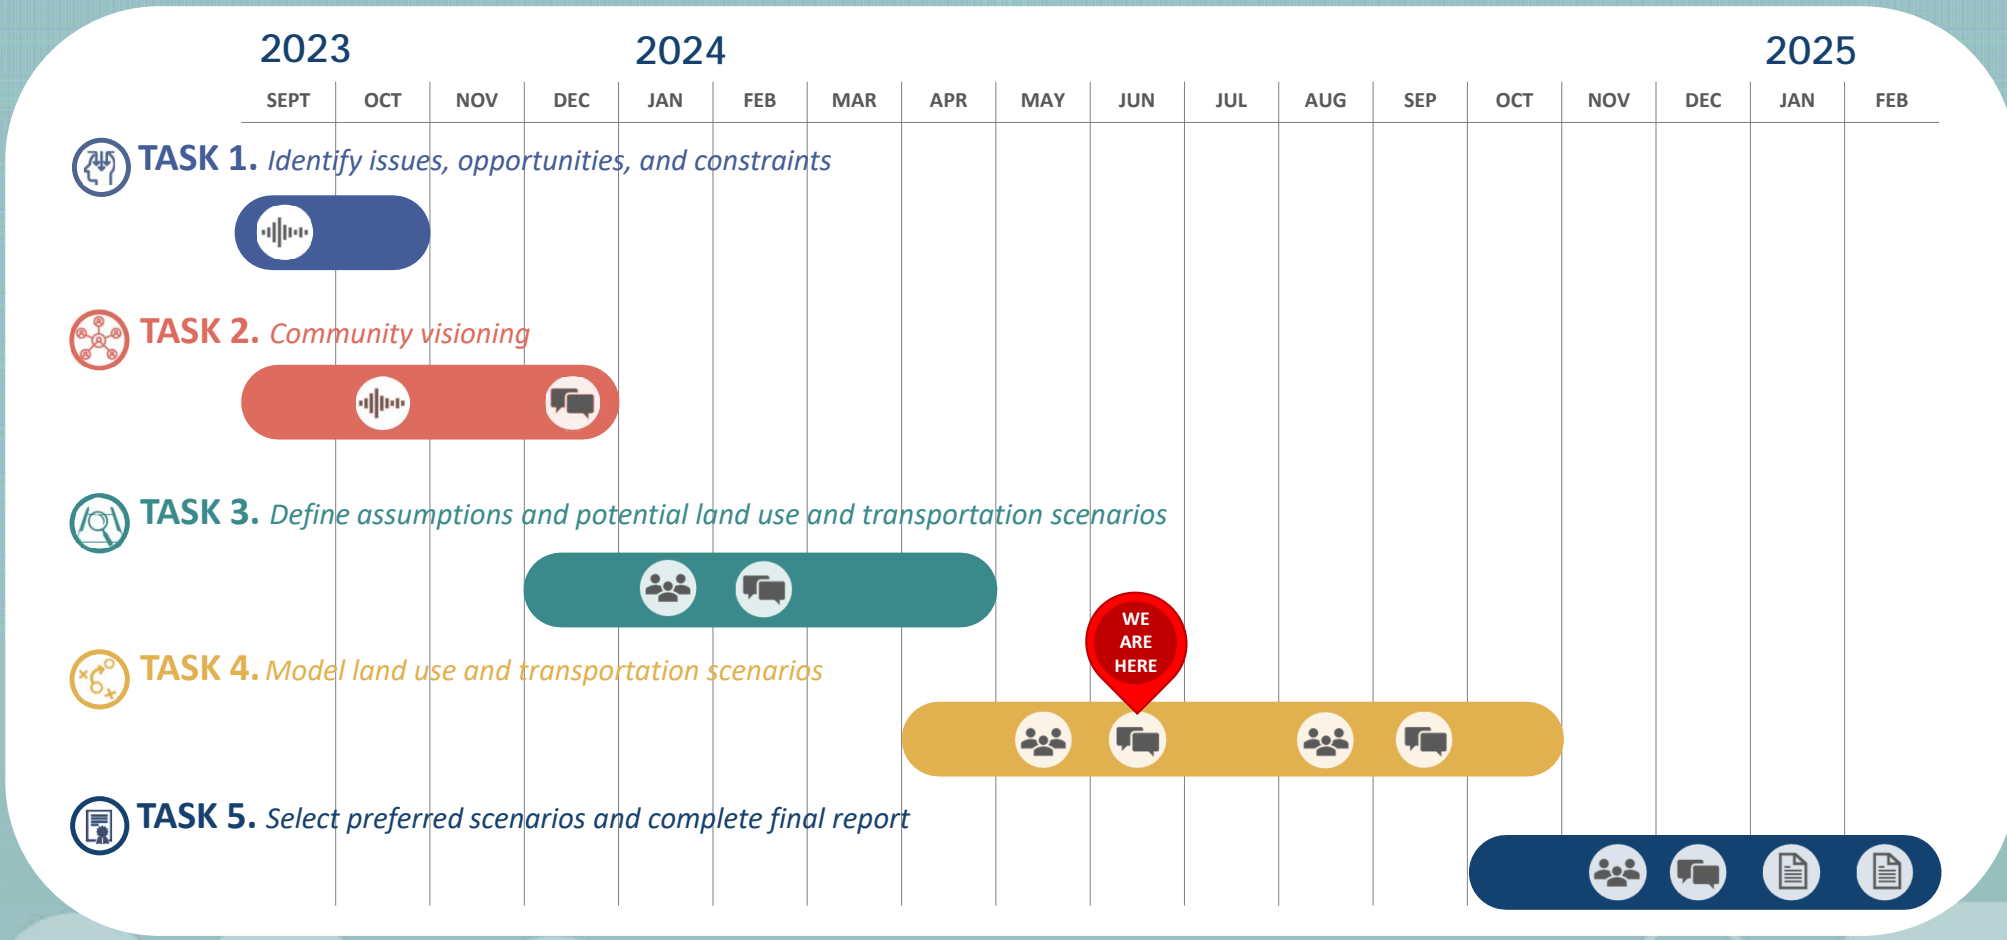 2023 2024 2025
SEPT OCT NOV DEC JAN FEB MAR APR MAY JUN JUL AUG SEP OCT NOV DEC JAN FEB
TASK 1. Identify issues, opportunities, and constraints
TASK 2. Community visioning
TASK 3. Define assumptions and potential land use and transportation scenarios
WE
ARE
HERE
TASK 4. Model land use and transportation scenarios
TASK 5. Select preferred scenarios and complete final report